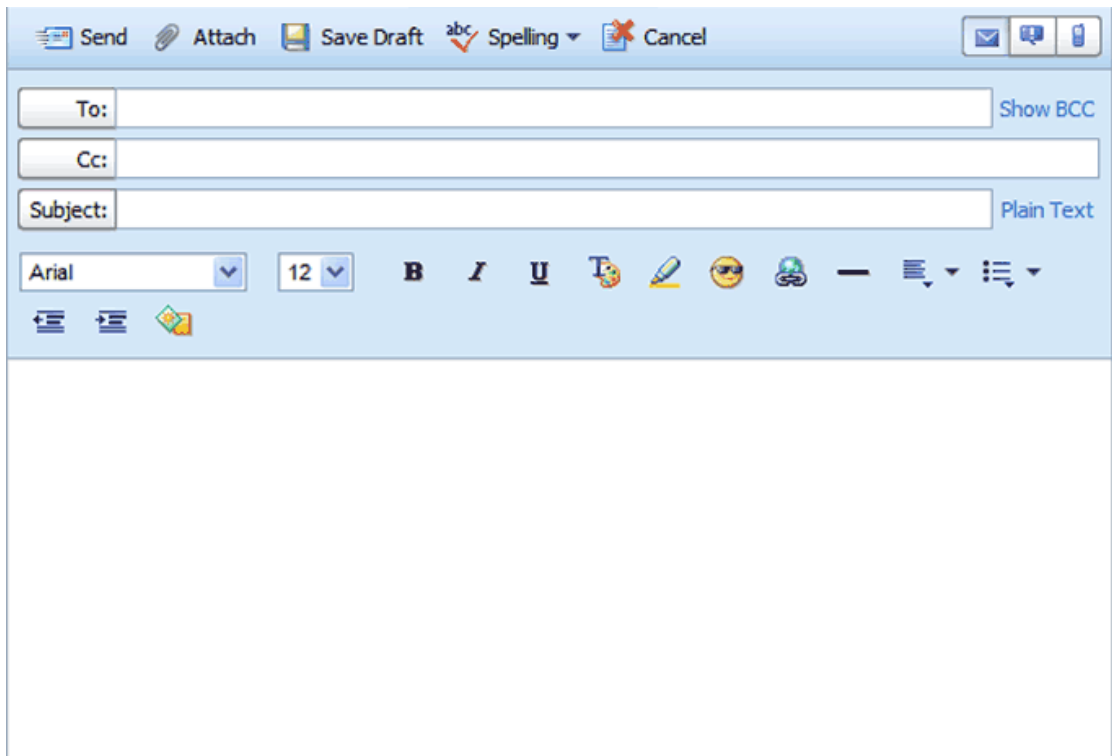 Send Attach Save Draft abc Spelling Cancel
To: Show BCC
Cc:
Subject: Plain Text
Arial 12 B I U T